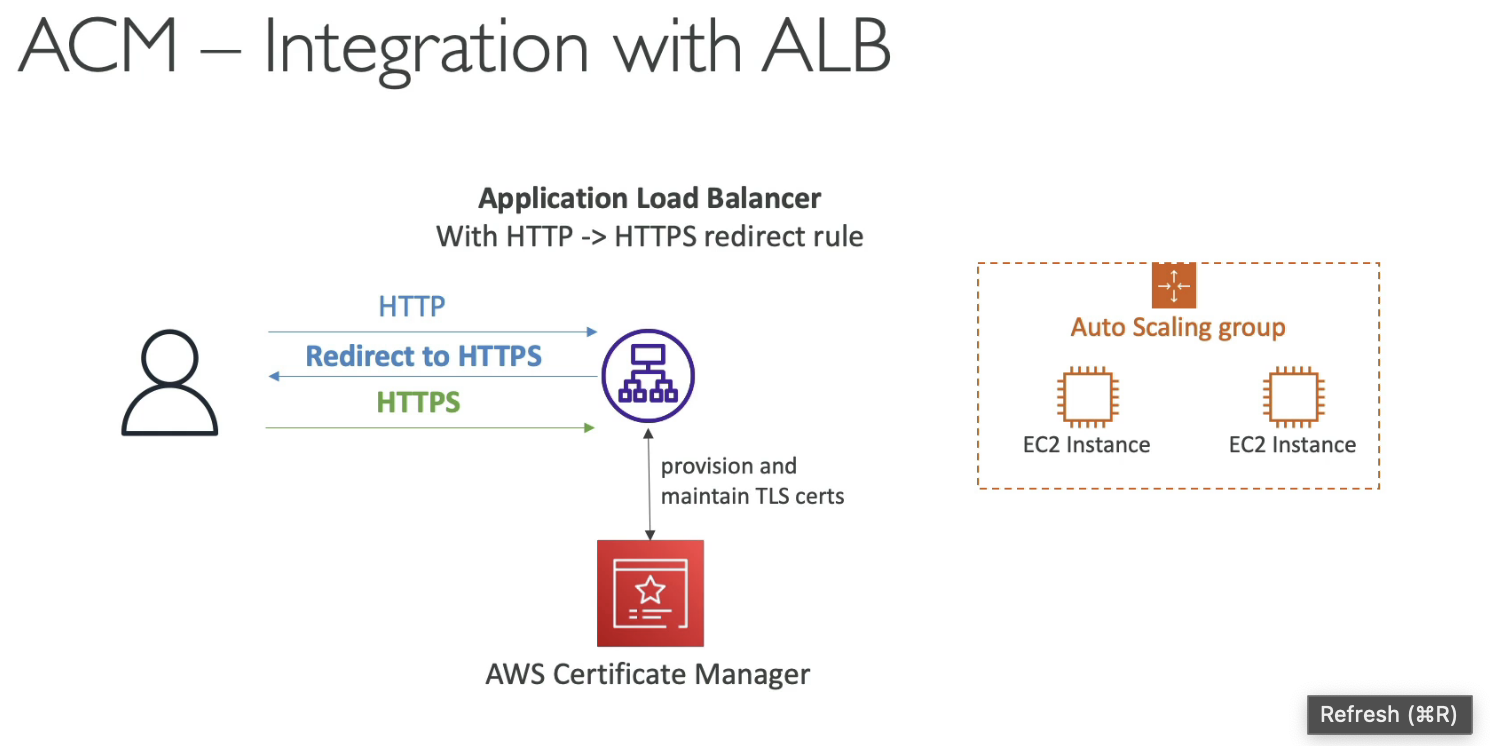 ACM – Integration with ALB
Application Load Balancer
With HTTP -> HTTPS redirect rule
HTTP
Redirect to HTTPS
HTTPS
provision and
maintain TLS certs
AWS Certificate Manager
Auto Scaling group
EC2 Instance
EC2 Instance
Refresh (⌘R)